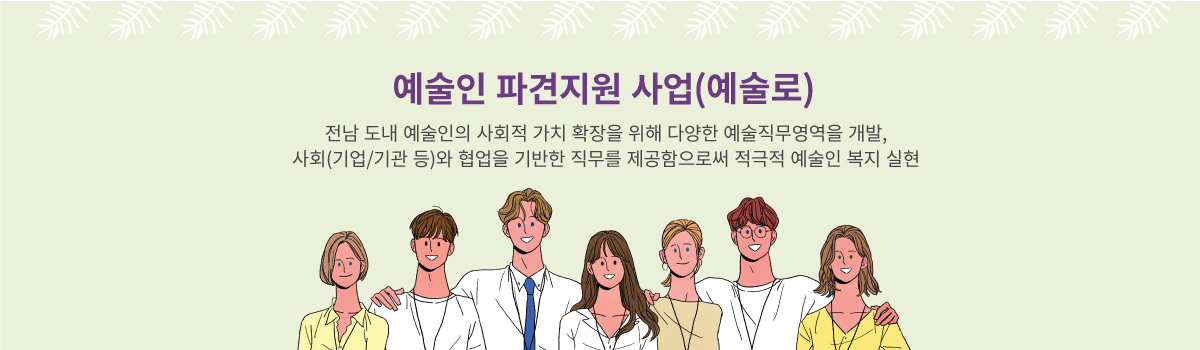 예술인 파견지원 사업(예술로)
전남 도내 예술인의 사회적 가치 확장을 위해 다양한 예술직무영역을 개발,
사회(기업/기관 등)와 협업을 기반한 직무를 제공함으로써 적극적 예술인 복지 실현